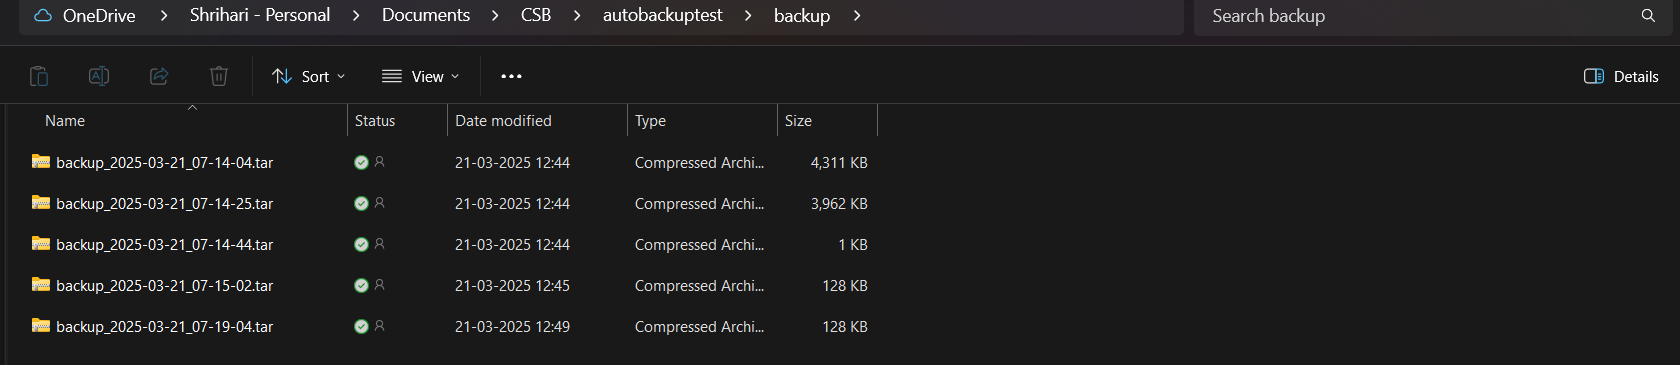 OneDrive > Shrihari - Personal > Documents > CSB > autobackuptest > backup > Search backup
Sort View ••• Details
Name Status Date modified Type Size
backup_2025-03-21_07-14-04.tar 21-03-2025 12:44 Compressed Archi... 4,311 KB
backup_2025-03-21_07-14-25.tar 21-03-2025 12:44 Compressed Archi... 3,962 KB
backup_2025-03-21_07-14-44.tar 21-03-2025 12:44 Compressed Archi... 1 KB
backup_2025-03-21_07-15-02.tar 21-03-2025 12:45 Compressed Archi... 128 KB
backup_2025-03-21_07-19-04.tar 21-03-2025 12:49 Compressed Archi... 128 KB